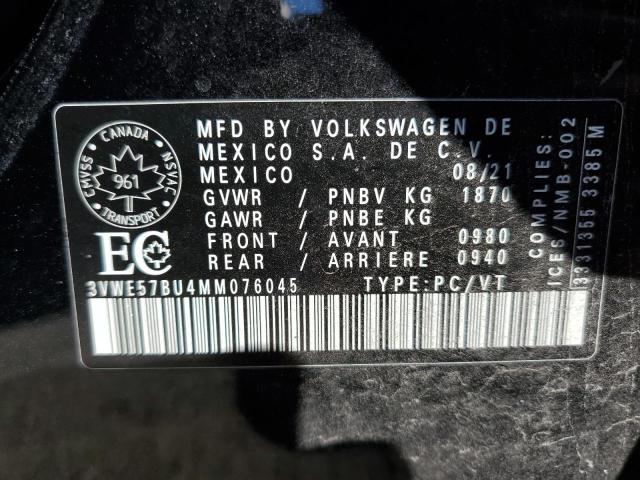 CANADA
CMVSS
NSVAC
961
TRANSPORT
EC
MFD BY VOLKSWAGEN DE
MEXICO S.A. DE C.V.
MEXICO 08/21
GVWR / PNBV KG 1870
GAWR / PNBE KG
FRONT / AVANT 0980
REAR / ARRIERE 0940
3VWE57BU4MM076045 TYPE:PC/VT
COMPLIES:
ICES/NMB-002
3331355 3385 M